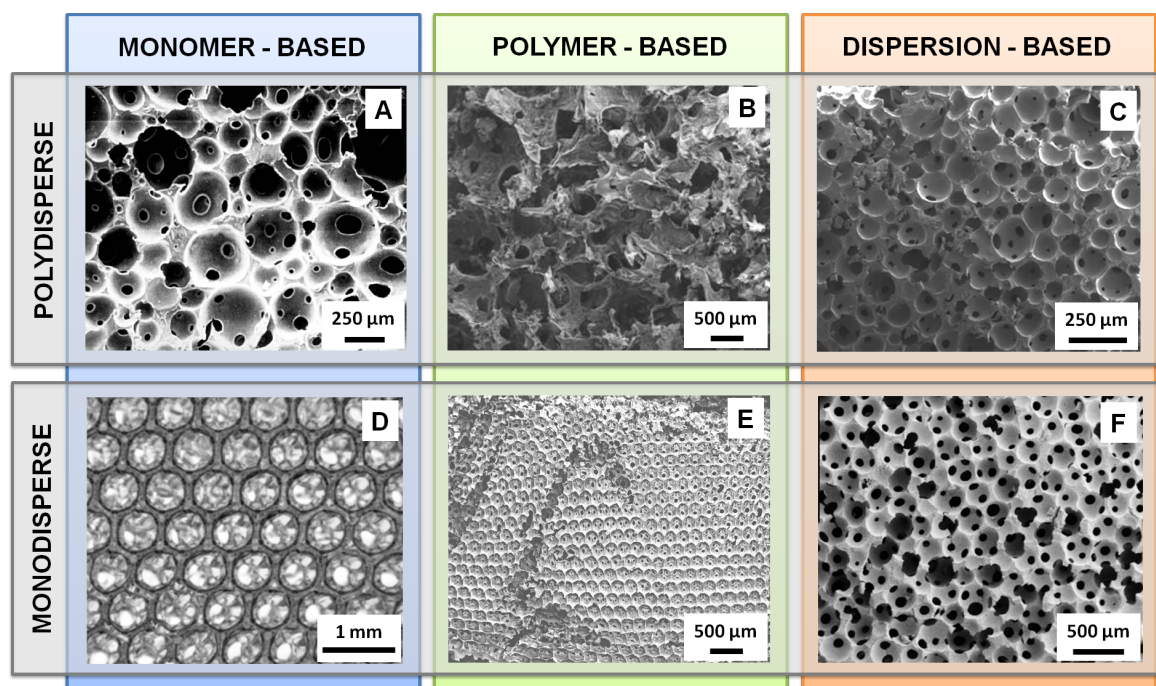 MONOMER - BASED
POLYMER - BASED
DISPERSION - BASED
POLYDISPERSE
A
250 µm
B
500 µm
C
250 µm
MONODISPERSE
D
1 mm
E
500 µm
F
500 µm